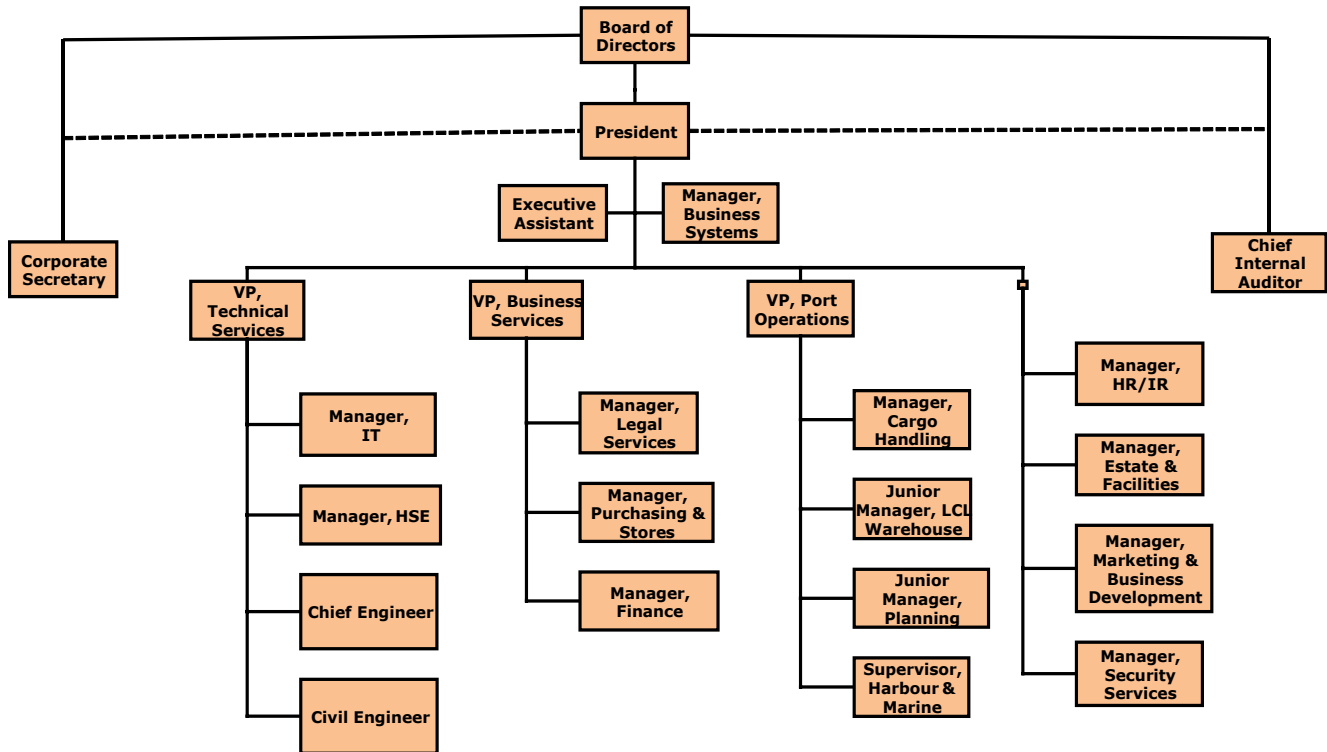 Board of
Directors
President
Executive
Assistant
Manager,
Business
Systems
Corporate
Secretary
Chief
Internal
Auditor
VP,
Technical
Services
VP, Business
Services
VP, Port
Operations
Manager,
IT
Manager, HSE
Chief Engineer
Civil Engineer
Manager,
Legal
Services
Manager,
Purchasing &
Stores
Manager,
Finance
Manager,
Cargo
Handling
Junior
Manager, LCL
Warehouse
Junior
Manager,
Planning
Supervisor,
Harbour &
Marine
Manager,
HR/IR
Manager,
Estate &
Facilities
Manager,
Marketing &
Business
Development
Manager,
Security
Services